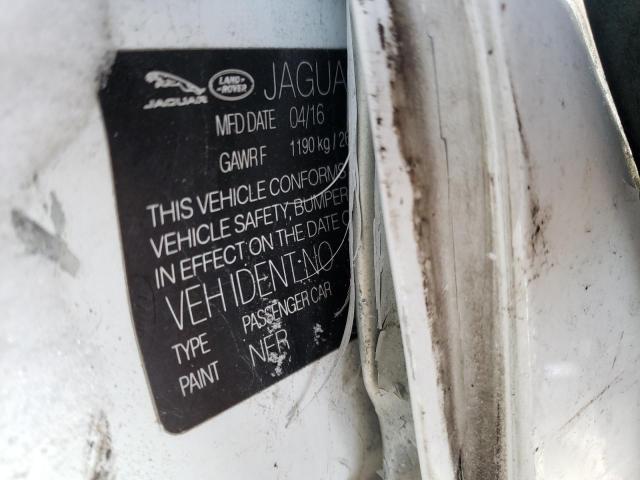 JAGUAR LAND-ROVER JAGUA
MFD DATE 04/16
GAWR F 1190 kg / 26
THIS VEHICLE CONFORMS
VEHICLE SAFETY, BUMPER
IN EFFECT ON THE DATE O
VEH IDENT NO
TYPE PASSENGER CAR
PAINT NER